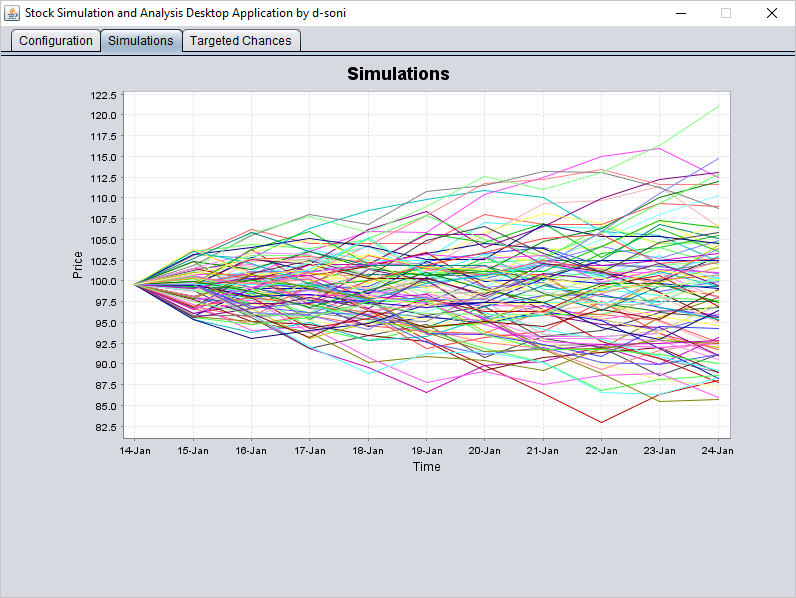 Stock Simulation and Analysis Desktop Application by d-soni
Configuration Simulations Targeted Chances
Simulations
122.5
120.0
117.5
115.0
112.5
110.0
107.5
105.0
102.5
100.0
97.5
95.0
92.5
90.0
87.5
85.0
82.5
Price
14-Jan 15-Jan 16-Jan 17-Jan 18-Jan 19-Jan 20-Jan 21-Jan 22-Jan 23-Jan 24-Jan
Time